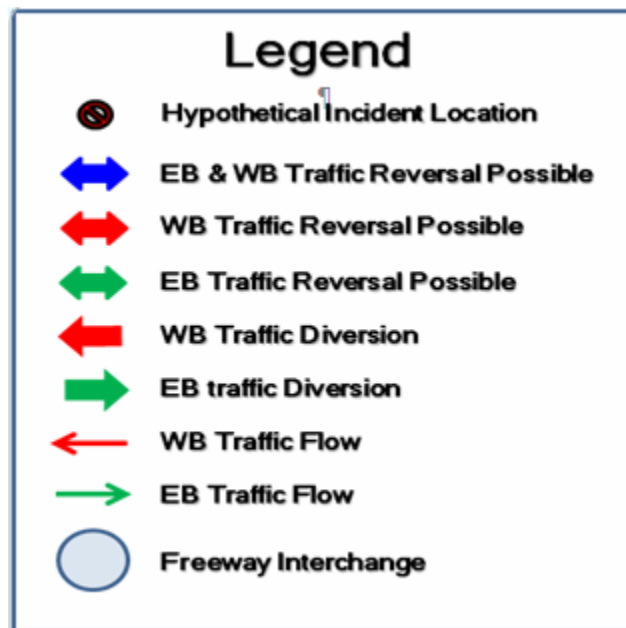 Legend
¶
Hypothetical Incident Location
EB & WB Traffic Reversal Possible
WB Traffic Reversal Possible
EB Traffic Reversal Possible
WB Traffic Diversion
EB traffic Diversion
WB Traffic Flow
EB Traffic Flow
Freeway Interchange